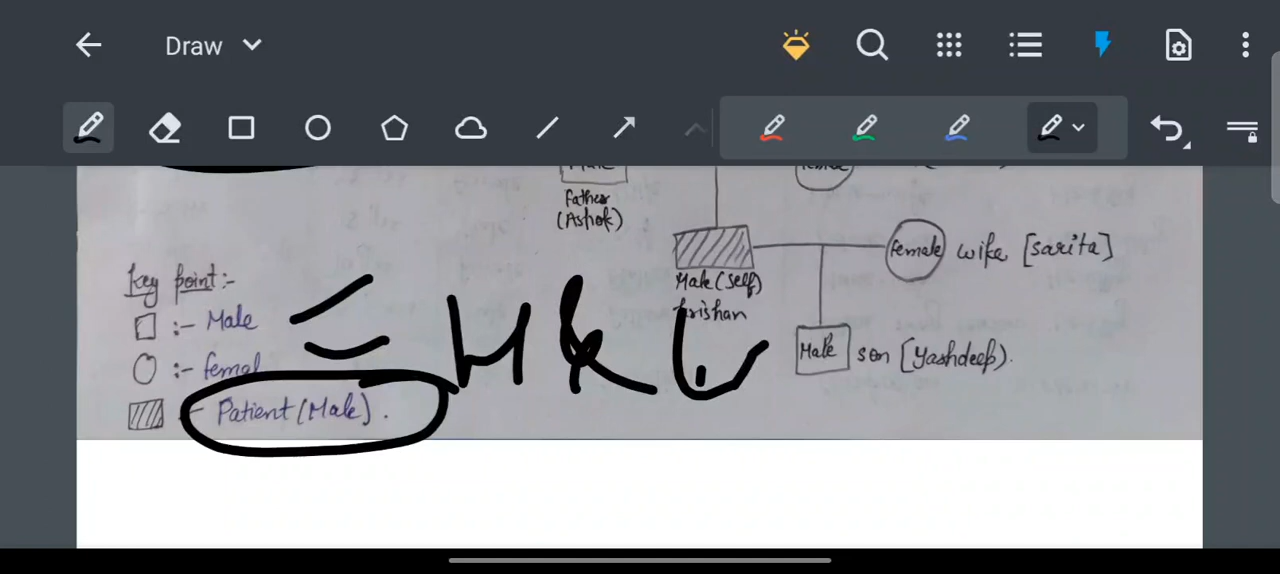 Draw
Father
(Ashok)
female wife [sarita]
Male (self)
krishan
Male son [Yashdeep).
Key point:-
:- Male
:- femal
:- Patient (Male).